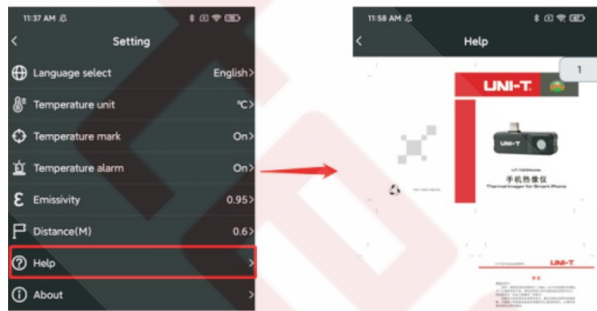 11:37 AM
Setting
Language select English>
Temperature unit ℃>
Temperature mark On>
Temperature alarm On>
Emissivity 0.95>
Distance(M) 0.6>
Help >
About >
11:58 AM
Help
1
UNI-T
UNI-T
手机热像仪
Thermal Imager for Smart Phone
UNI-T